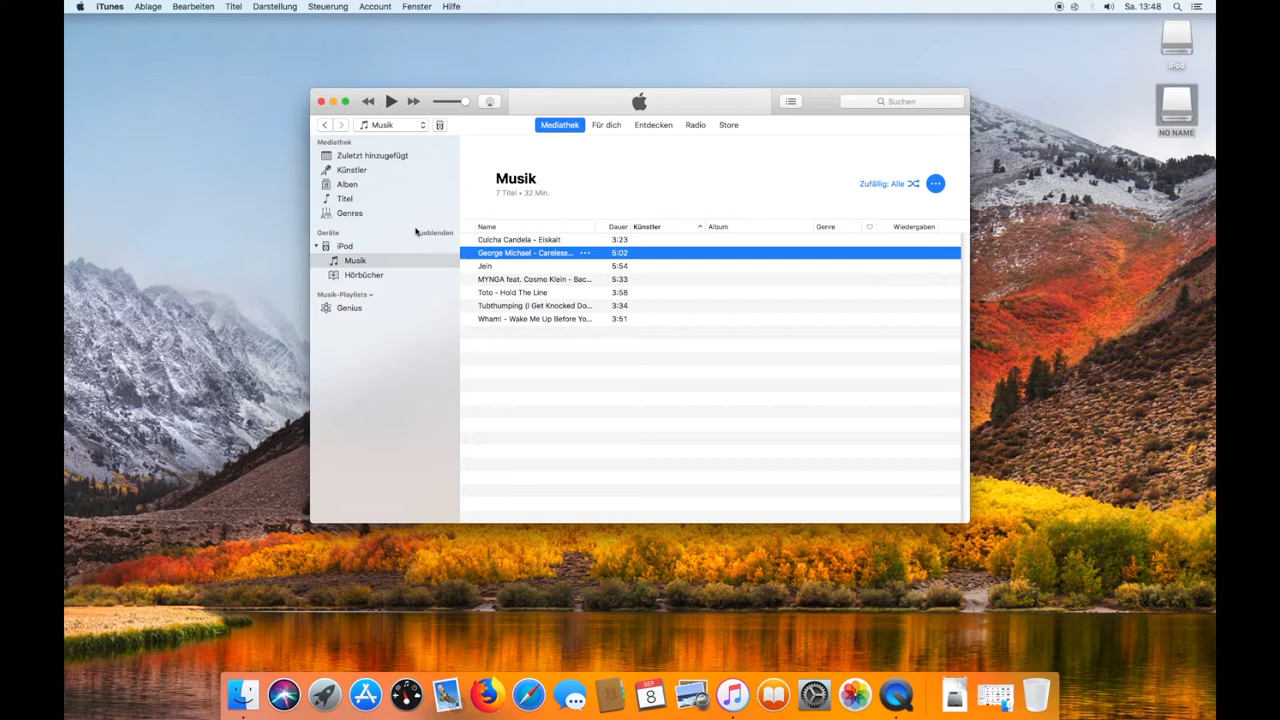 iTunes Ablage Bearbeiten Titel Darstellung Steuerung Account Fenster Hilfe Sa. 13:48
iPod
NO NAME
Suchen
Musik Mediathek Für dich Entdecken Radio Store
Mediathek
Zuletzt hinzugefügt
Künstler
Alben
Titel
Genres
Geräte
iPod
Musik
Hörbücher
Musik-Playlists
Genius
Musik
7 Titel • 32 Min.
Zufällig: Alle
Name Dauer Künstler Album Genre Wiedergaben
Culcha Candela - Eiskalt 3:23
George Michael - Careless... ••• 5:02
Jein 5:54
MYNGA feat. Cosmo Klein - Bac... 5:33
Toto - Hold The Line 3:58
Tubthumping (I Get Knocked Do... 3:34
Wham! - Wake Me Up Before Yo... 3:51
SEP
8